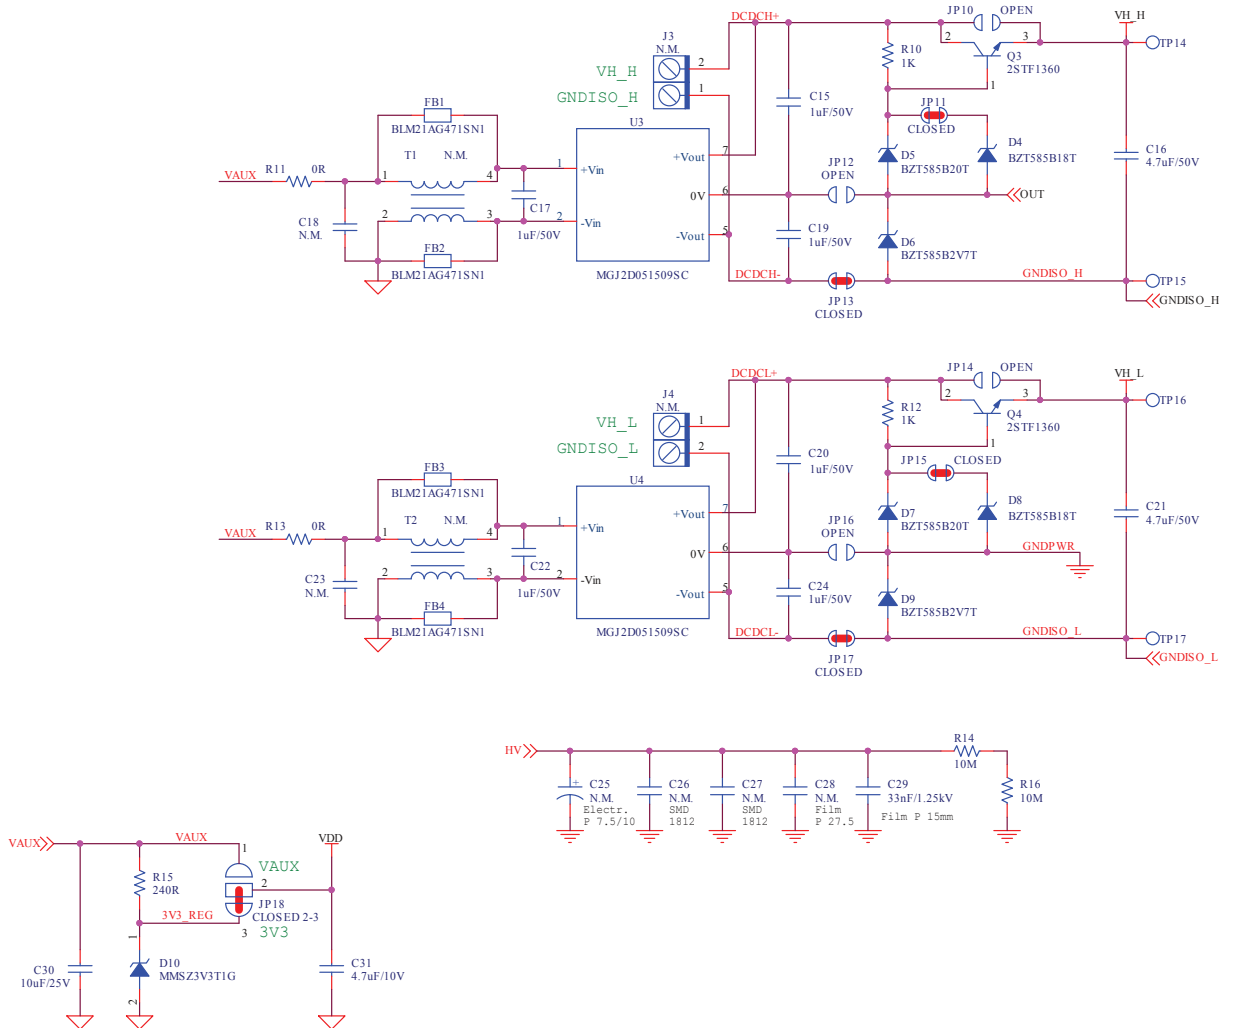 JP10 OPEN
DCDCH+
VH_H
2 3
TP14
J3
N.M.
R10
1K
Q3
2STF1360
VH_H
2
1
GNDISO_H
1
C15
1uF/50V
JP11
CLOSED
FB1
BLM21AG471SN1
U3
D5
BZT585B20T
D4
BZT585B18T
C16
4.7uF/50V
T1 N.M.
+Vout
7
JP12
OPEN
R11 0R
VAUX
1 4
1
+Vin
0V
6
OUT
C18
N.M.
2 3
C17
1uF/50V
2
-Vin
-Vout
5
C19
1uF/50V
D6
BZT585B2V7T
FB2
BLM21AG471SN1
MGJ2D051509SC
DCDCH-
GNDISO_H
TP15
JP13
CLOSED
GNDISO_H
JP14 OPEN
DCDCL+
VH_L
2 3
TP16
J4
N.M.
R12
1K
Q4
2STF1360
VH_L
1
GNDISO_L
2
1
C20
1uF/50V
JP15
CLOSED
FB3
BLM21AG471SN1
U4
D7
BZT585B20T
D8
BZT585B18T
C21
4.7uF/50V
T2 N.M.
+Vout
7
JP16
OPEN
R13 0R
VAUX
1 4
1
+Vin
0V
6
GNDPWR
C23
N.M.
2 3
C22
1uF/50V
2
-Vin
-Vout
5
C24
1uF/50V
D9
BZT585B2V7T
FB4
BLM21AG471SN1
MGJ2D051509SC
DCDCL-
GNDISO_L
TP17
JP17
CLOSED
GNDISO_L
HV
R14
10M
C25
N.M.
Electr.
P 7.5/10
+
C26
N.M.
SMD
1812
C27
N.M.
SMD
1812
C28
N.M.
Film
P 27.5
C29
33nF/1.25kV
Film P 15mm
R16
10M
VAUX
VAUX
VDD
1
VAUX
R15
240R
2
JP18
CLOSED 2-3
3V3_REG
3 3V3
1
C30
10uF/25V
D10
MMSZ3V3T1G
2
C31
4.7uF/10V